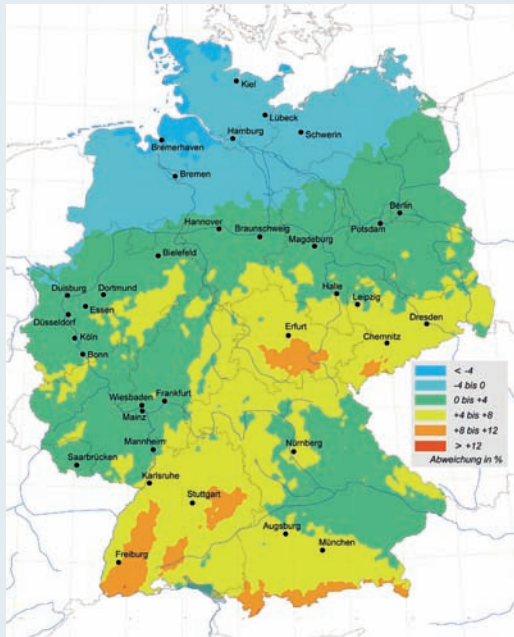 Kiel
Lübeck
Hamburg
Schwerin
Bremerhaven
Bremen
Berlin
Potsdam
Hannover
Braunschweig
Magdeburg
Bielefeld
Duisburg
Dortmund
Essen
Düsseldorf
Köln
Bonn
Halle
Leipzig
Dresden
Erfurt
Chemnitz
Wiesbaden
Frankfurt
Mainz
Mannheim
Nürnberg
Saarbrücken
Karlsruhe
Stuttgart
Augsburg
München
Freiburg
< -4
-4 bis 0
0 bis +4
+4 bis +8
+8 bis +12
> +12
Abweichung in %